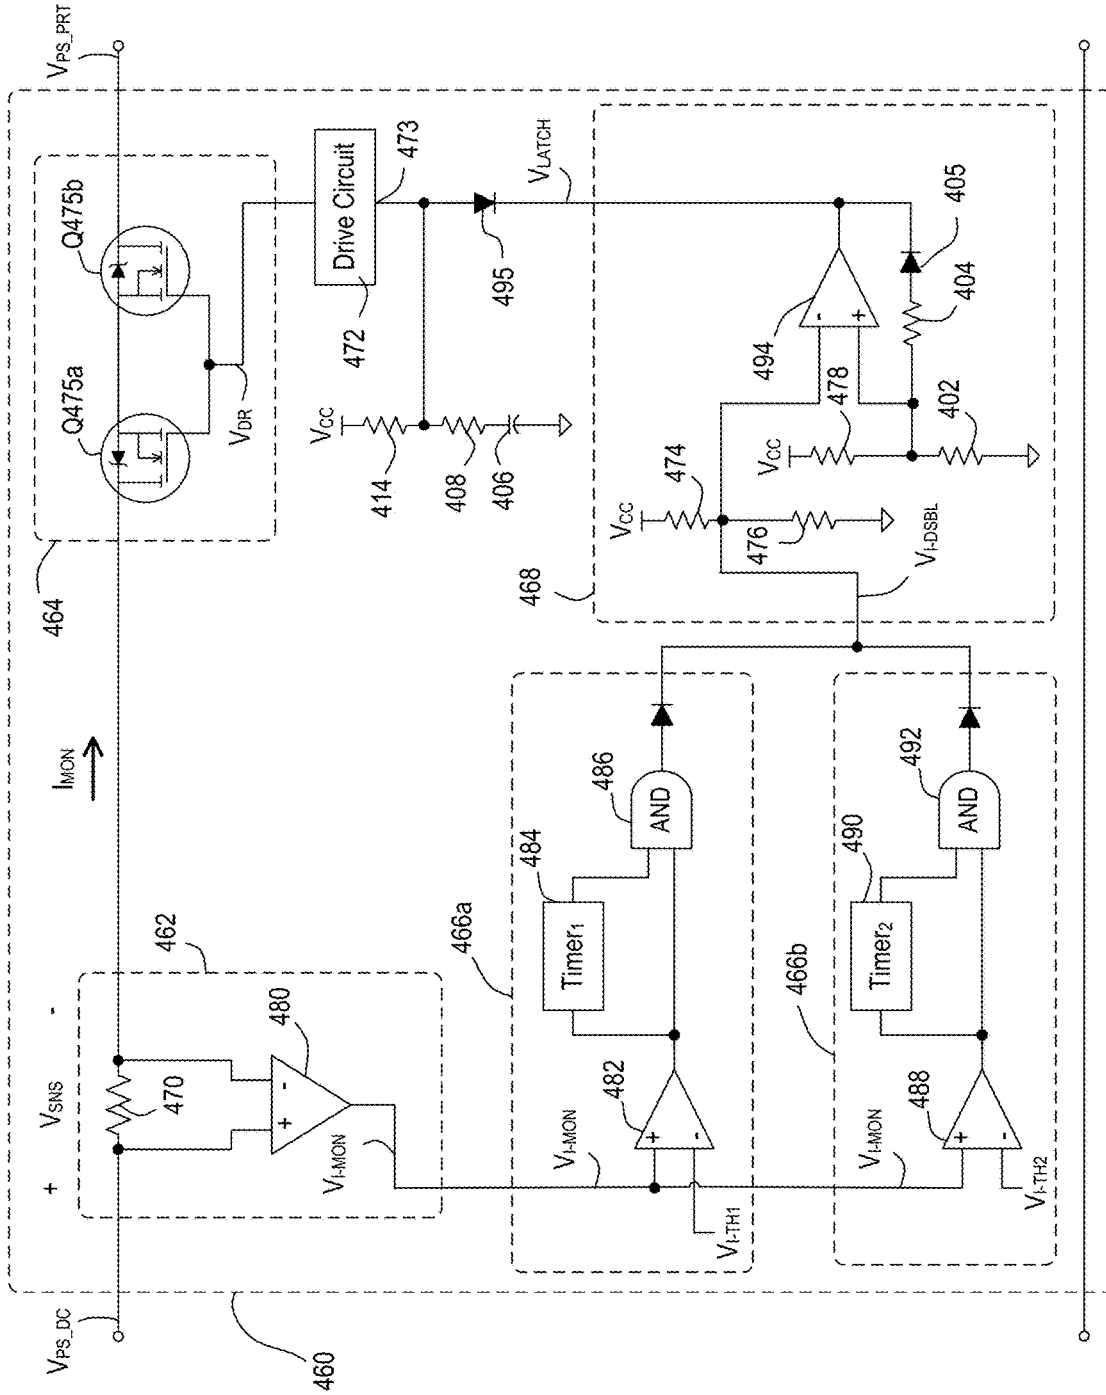 VPS_DC
VPS_PRT
IMON
+ VSNS -
470
462
+
-
480
VI-MON
460
464
Q475a
Q475b
VDR
Drive Circuit
472
473
VCC
414
408
406
495
VLATCH
466a
VI-MON
VI-TH1
+
-
482
Timer1
484
AND
486
466b
VI-MON
VI-TH2
+
-
488
Timer2
490
AND
492
468
VCC
474
476
VI-DSBL
VCC
478
402
-
+
494
404
405